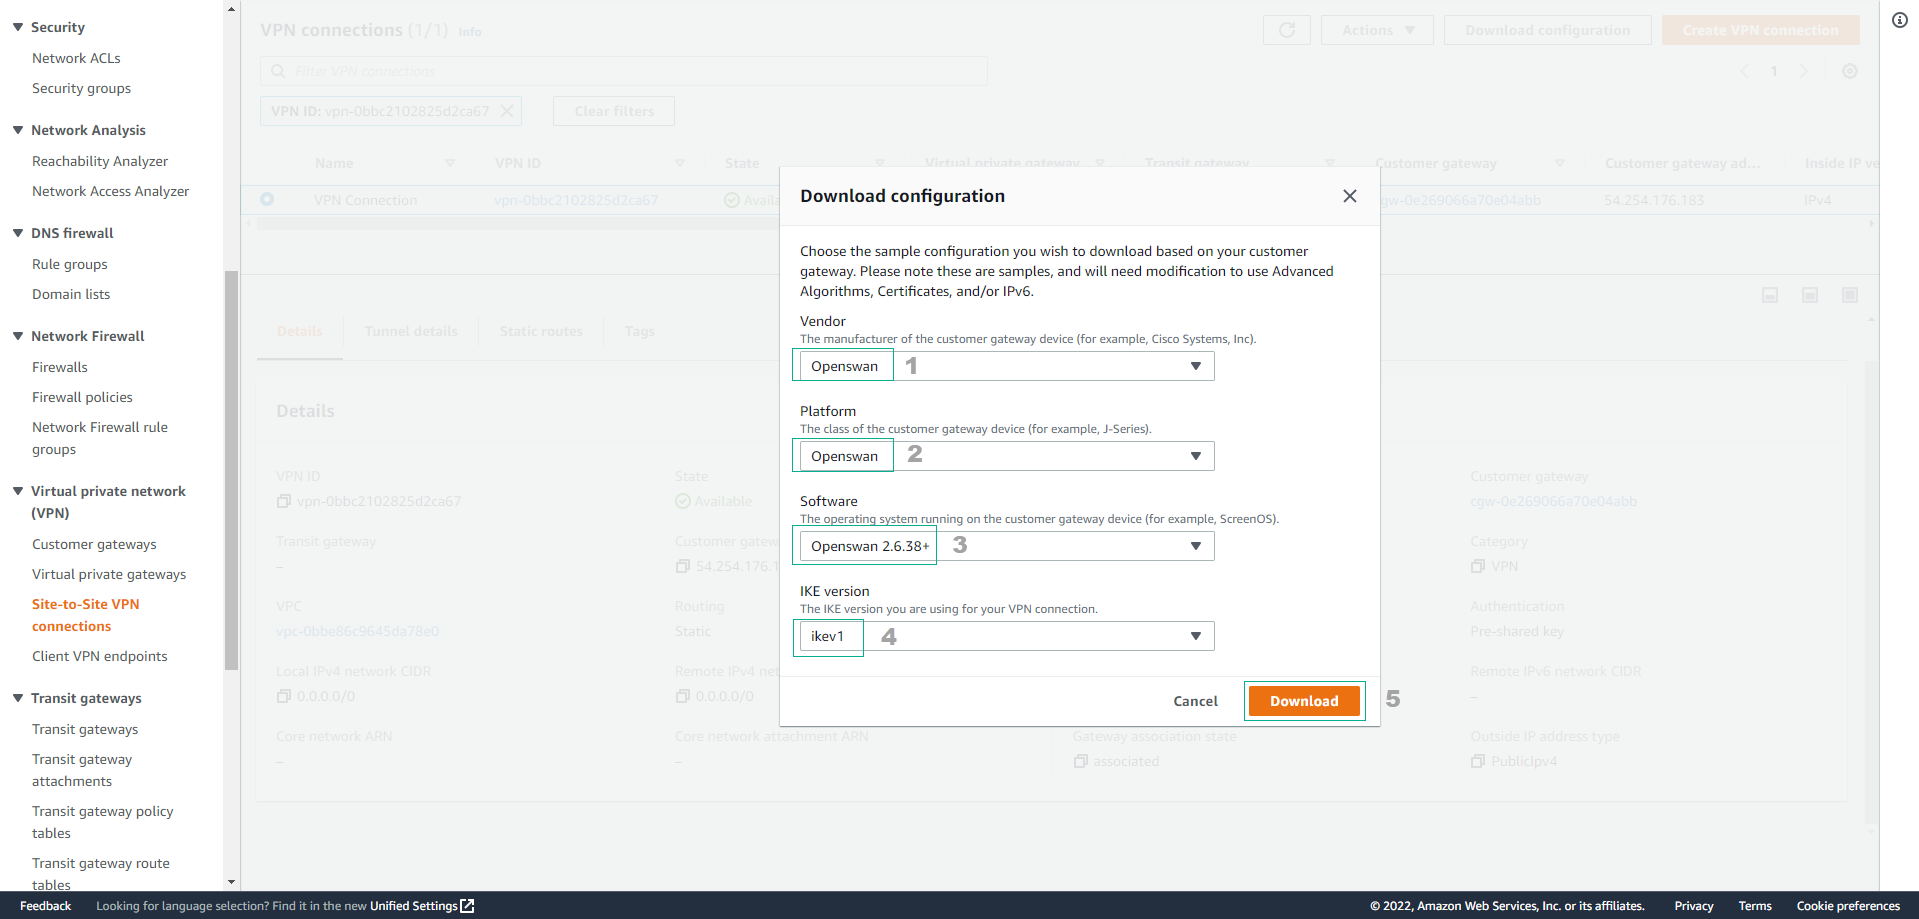 Security
Network ACLs
Security groups
Network Analysis
Reachability Analyzer
Network Access Analyzer
DNS firewall
Rule groups
Domain lists
Network Firewall
Firewalls
Firewall policies
Network Firewall rule
groups
Virtual private network
(VPN)
Customer gateways
Virtual private gateways
Site-to-Site VPN
connections
Client VPN endpoints
Transit gateways
Transit gateways
Transit gateway
attachments
Transit gateway policy
tables
Transit gateway route
tables
VPN connections (1/1) Info
Actions
Download configuration
Create VPN connection
Filter VPN connections
1
VPN ID: vpn-0bbc2102825d2ca67
Clear filters
Name VPN ID State Virtual private gateway Transit gateway Customer gateway Customer gateway ad... Inside IP ve
VPN Connection vpn-0bbc2102825d2ca67 Availa cgw-0e269066a70e04abb 54.254.176.183 IPv4
Details Tunnel details Static routes Tags
Details
VPN ID
vpn-0bbc2102825d2ca67
State
Available
Customer gateway
cgw-0e269066a70e04abb
Transit gateway
–
Customer gatew
54.254.176.1
Category
VPN
VPC
vpc-0bbe86c9645da78e0
Routing
Static
Authentication
Pre-shared key
Local IPv4 network CIDR
0.0.0.0/0
Remote IPv4 net
0.0.0.0/0
Remote IPv6 network CIDR
–
Core network ARN
–
Core network attachment ARN
–
Gateway association state
associated
Outside IP address type
PublicIpv4
Download configuration
Choose the sample configuration you wish to download based on your customer
gateway. Please note these are samples, and will need modification to use Advanced
Algorithms, Certificates, and/or IPv6.
Vendor
The manufacturer of the customer gateway device (for example, Cisco Systems, Inc).
Openswan 1
Platform
The class of the customer gateway device (for example, J-Series).
Openswan 2
Software
The operating system running on the customer gateway device (for example, ScreenOS).
Openswan 2.6.38+ 3
IKE version
The IKE version you are using for your VPN connection.
ikev1 4
Cancel Download 5
Feedback Looking for language selection? Find it in the new Unified Settings © 2022, Amazon Web Services, Inc. or its affiliates. Privacy Terms Cookie preferences